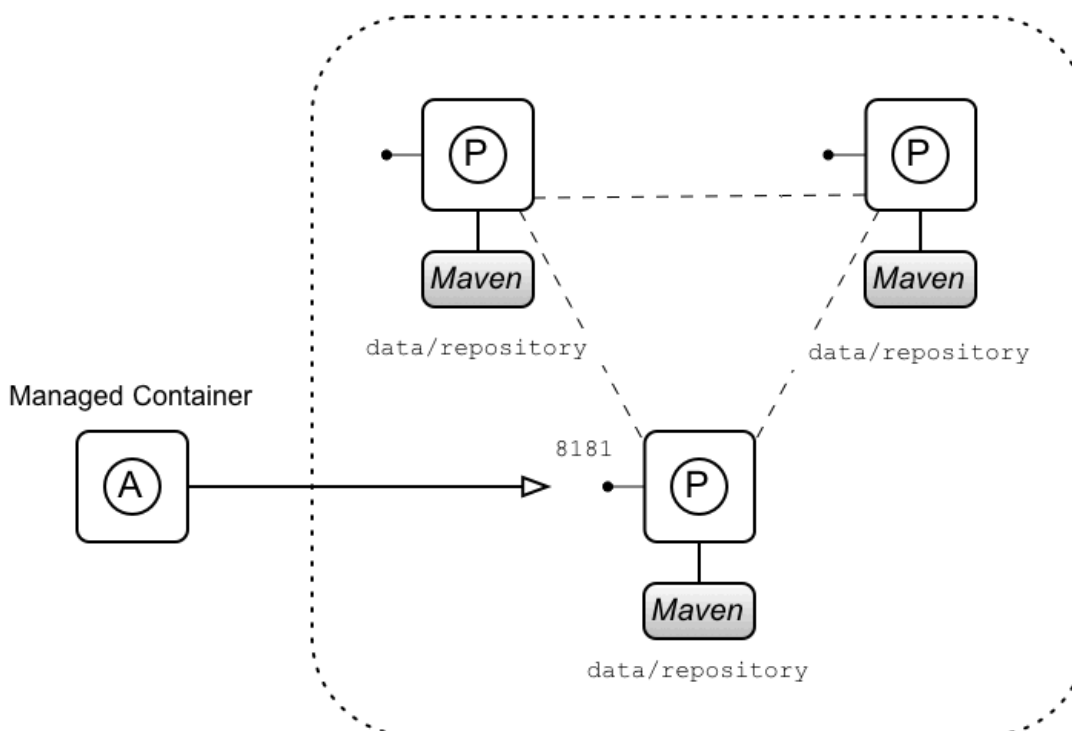 P
P
Maven
Maven
data/repository
data/repository
Managed Container
8181
A
P
Maven
data/repository